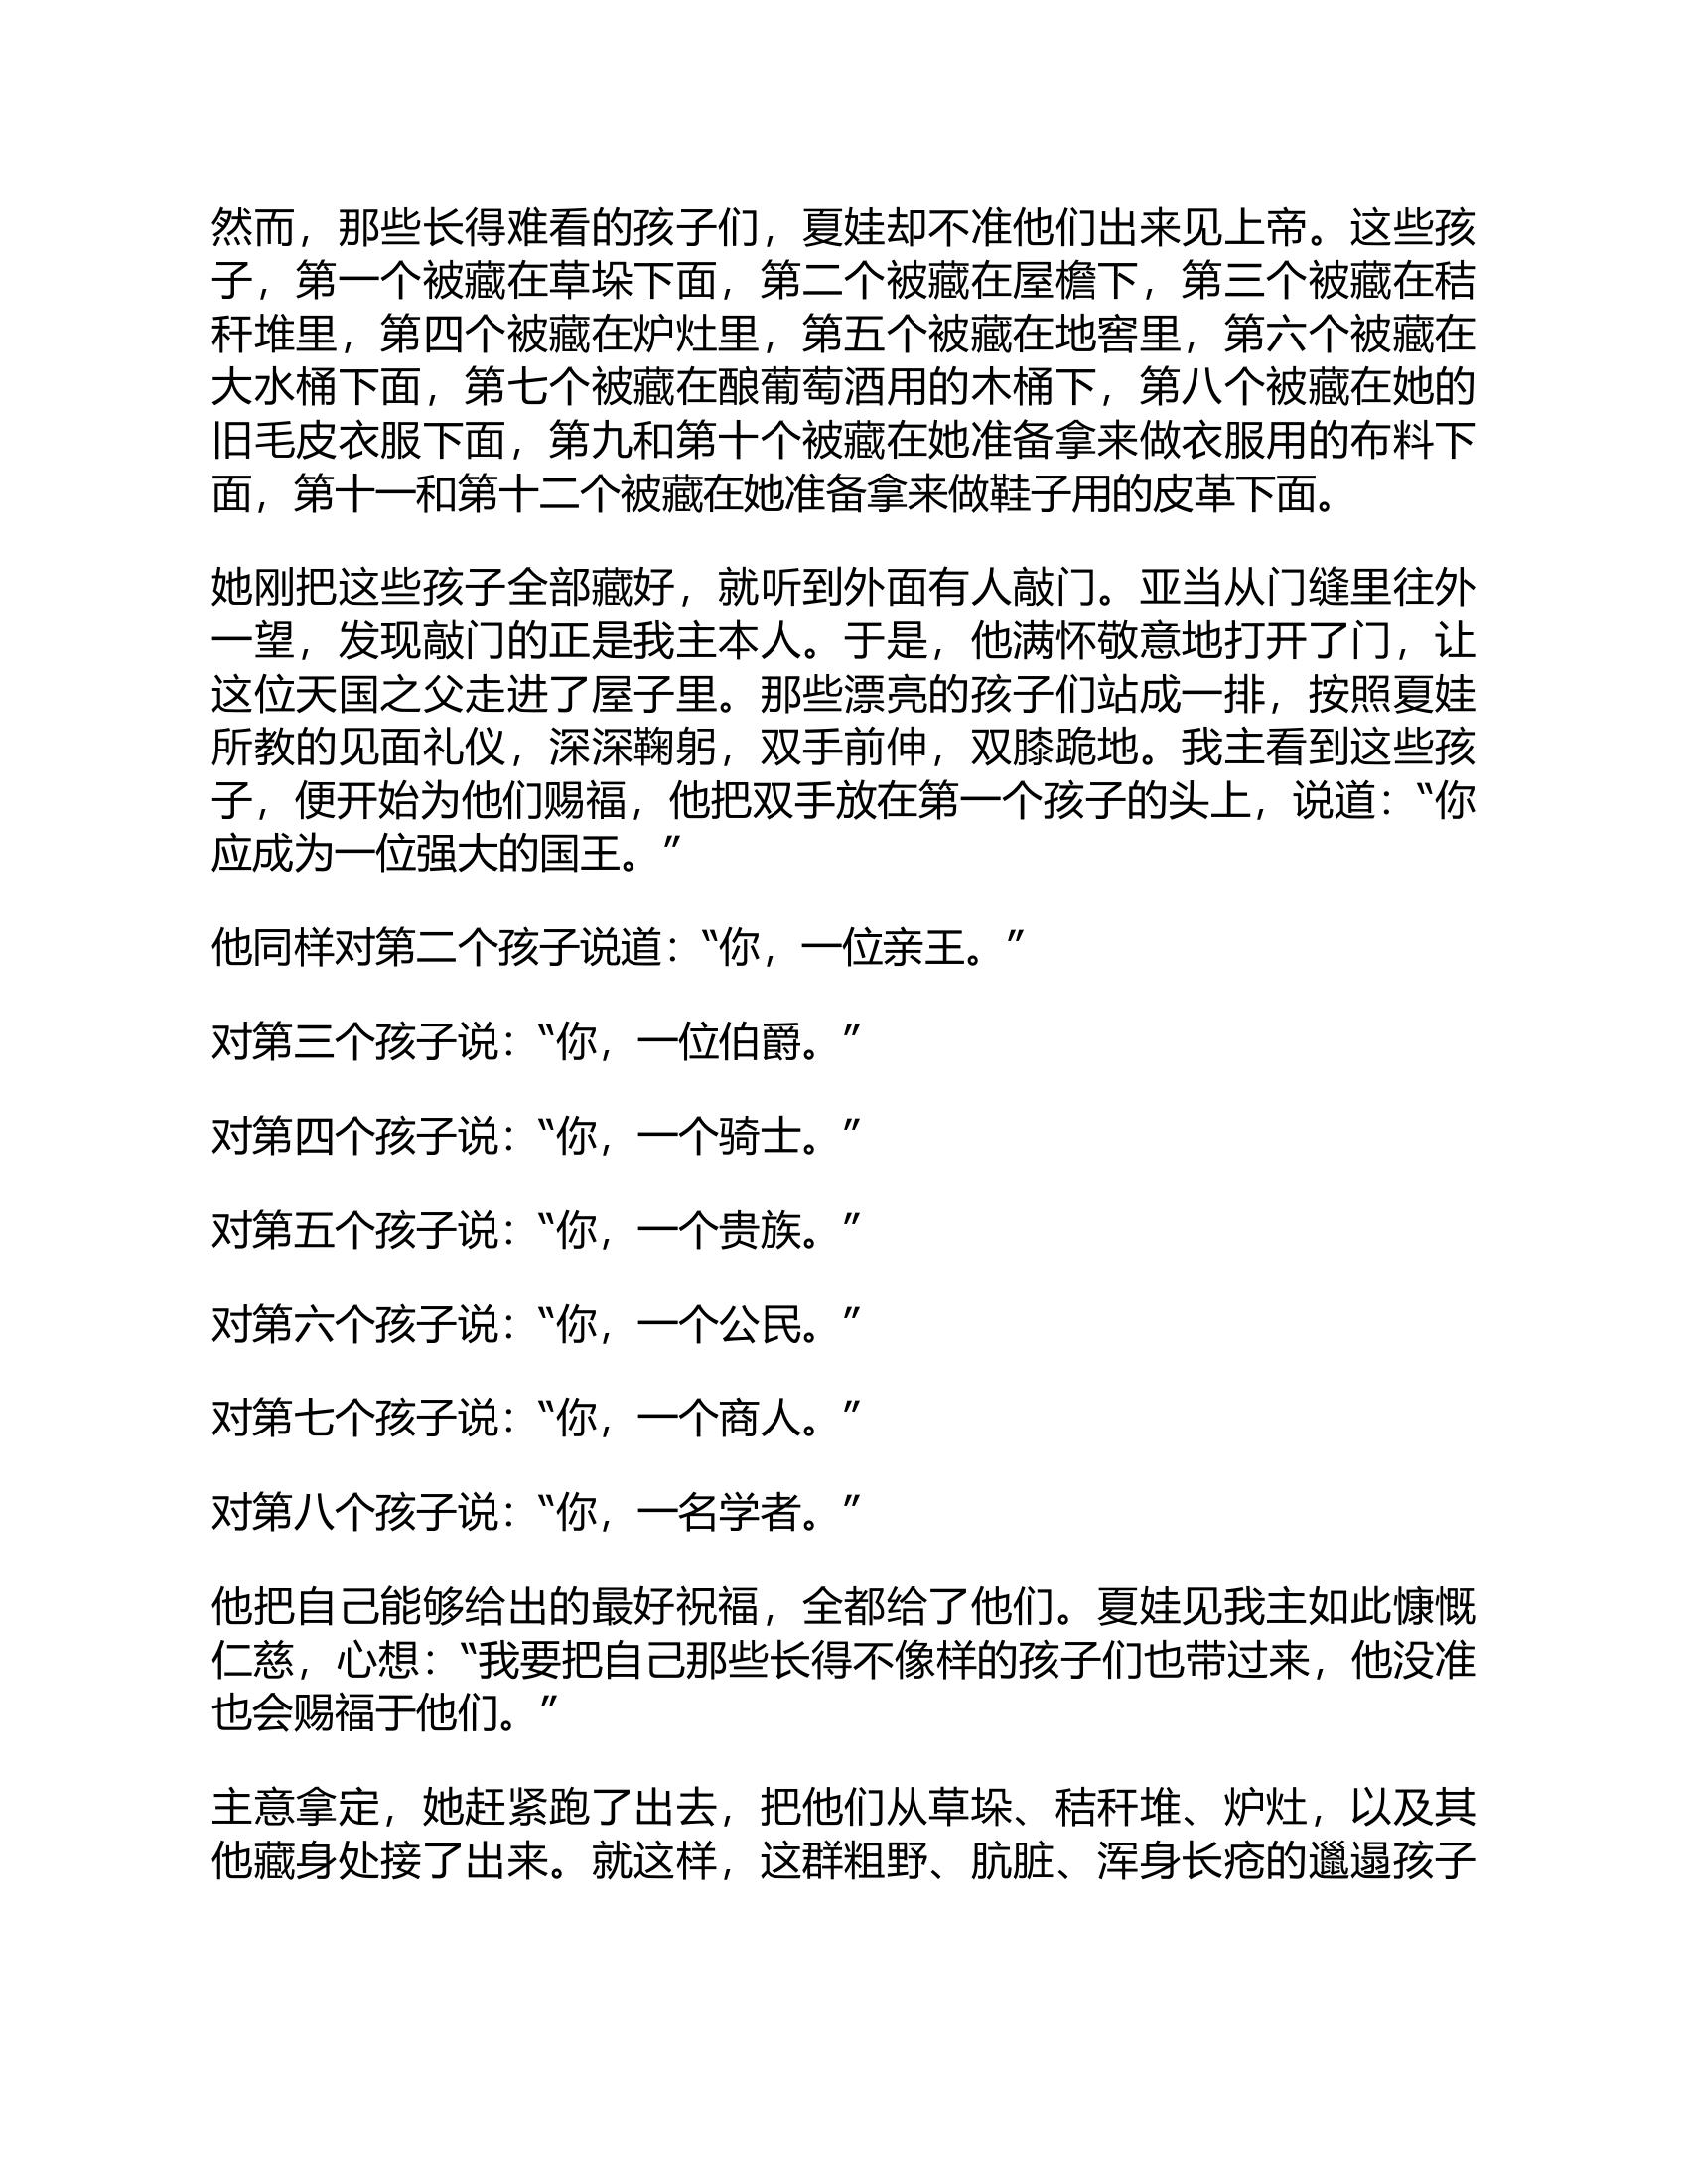 然而，那些长得难看的孩子们，夏娃却不准他们出来见上帝。这些孩
子，第一个被藏在草垛下面，第二个被藏在屋檐下，第三个被藏在秸
秆堆里，第四个被藏在炉灶里，第五个被藏在地窖里，第六个被藏在
大水桶下面，第七个被藏在酿葡萄酒用的木桶下，第八个被藏在她的
旧毛皮衣服下面，第九和第十个被藏在她准备拿来做衣服用的布料下
面，第十一和第十二个被藏在她准备拿来做鞋子用的皮革下面。
她刚把这些孩子全部藏好，就听到外面有人敲门。亚当从门缝里往外
一望，发现敲门的正是我主本人。于是，他满怀敬意地打开了门，让
这位天国之父走进了屋子里。那些漂亮的孩子们站成一排，按照夏娃
所教的见面礼仪，深深鞠躬，双手前伸，双膝跪地。我主看到这些孩
子，便开始为他们赐福，他把双手放在第一个孩子的头上，说道：“你
应成为一位强大的国王。”
他同样对第二个孩子说道：“你，一位亲王。”
对第三个孩子说：“你，一位伯爵。”
对第四个孩子说：“你，一个骑士。”
对第五个孩子说：“你，一个贵族。”
对第六个孩子说：“你，一个公民。”
对第七个孩子说：“你，一个商人。”
对第八个孩子说：“你，一名学者。”
他把自己能够给出的最好祝福，全都给了他们。夏娃见我主如此慷慨
仁慈，心想：“我要把自己那些长得不像样的孩子们也带过来，他没准
也会赐福于他们。”
主意拿定，她赶紧跑了出去，把他们从草垛、秸秆堆、炉灶，以及其
他藏身处接了出来。就这样，这群粗野、肮脏、浑身长疮的邋遢孩子